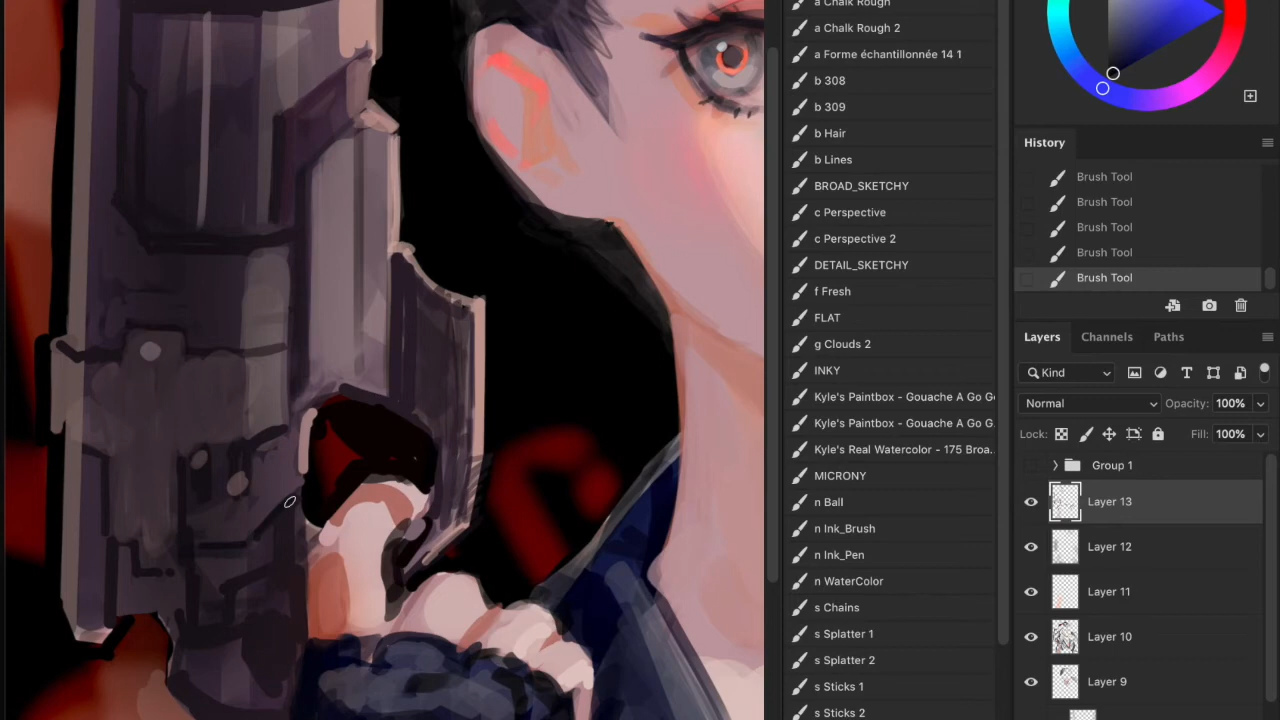 a Chalk Rough
a Chalk Rough 2
a Forme échantillonnée 14 1
b 308
b 309
b Hair
b Lines
BROAD_SKETCHY
c Perspective
c Perspective 2
DETAIL_SKETCHY
f Fresh
FLAT
g Clouds 2
INKY
Kyle's Paintbox - Gouache A Go G
Kyle's Paintbox - Gouache A Go G.
Kyle's Real Watercolor - 175 Broa...
MICRONY
n Ball
n Ink_Brush
n Ink_Pen
n WaterColor
s Chains
s Splatter 1
s Splatter 2
s Sticks 1
s Sticks 2
History
Brush Tool
Brush Tool
Brush Tool
Brush Tool
Brush Tool
Layers Channels Paths
Kind
Normal Opacity: 100%
Lock: Fill: 100%
Group 1
Layer 13
Layer 12
Layer 11
Layer 10
Layer 9